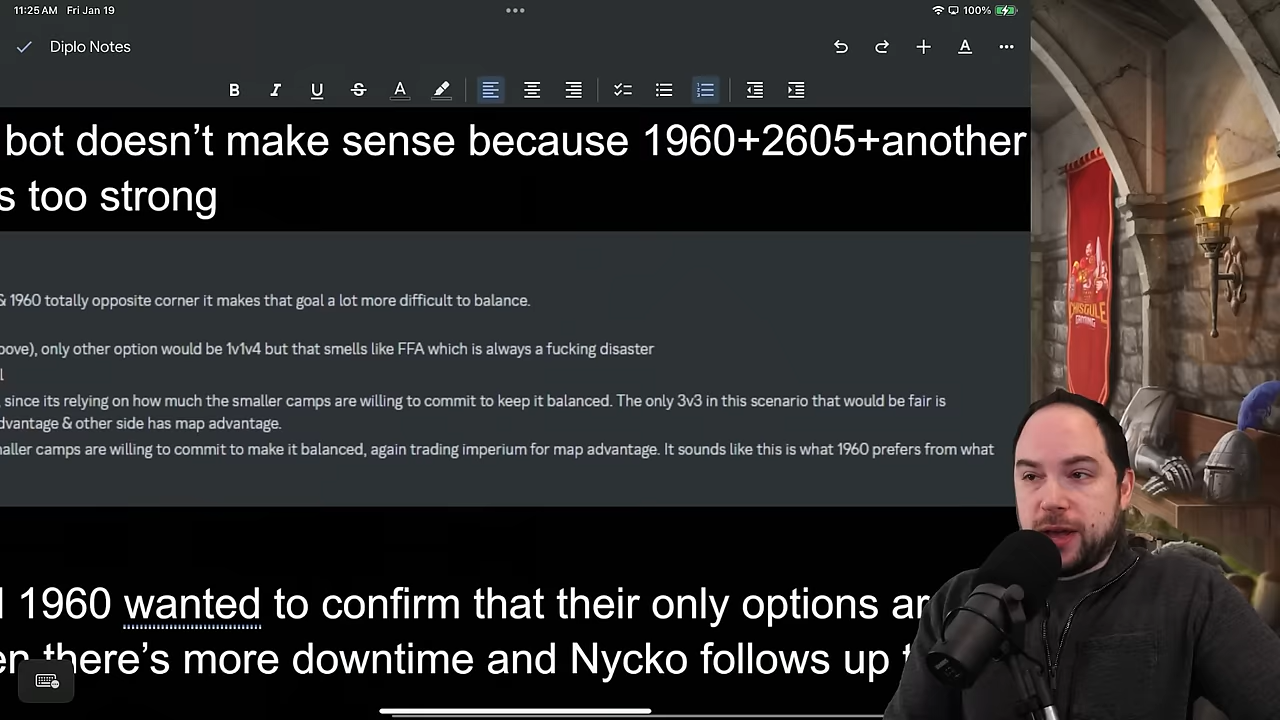 11:25 AM Fri Jan 19
100%
Diplo Notes
B I U S A
bot doesn't make sense because 1960+2605+another
s too strong
& 1960 totally opposite corner it makes that goal a lot more difficult to balance.
bove), only other option would be 1v1v4 but that smells like FFA which is always a fucking disaster
l
, since its relying on how much the smaller camps are willing to commit to keep it balanced. The only 3v3 in this scenario that would be fair is
dvantage & other side has map advantage.
naller camps are willing to commit to make it balanced, again trading imperium for map advantage. It sounds like this is what 1960 prefers from what
1960 wanted to confirm that their only options ar
en there's more downtime and Nycko follows up
CHISGULE
GAMING